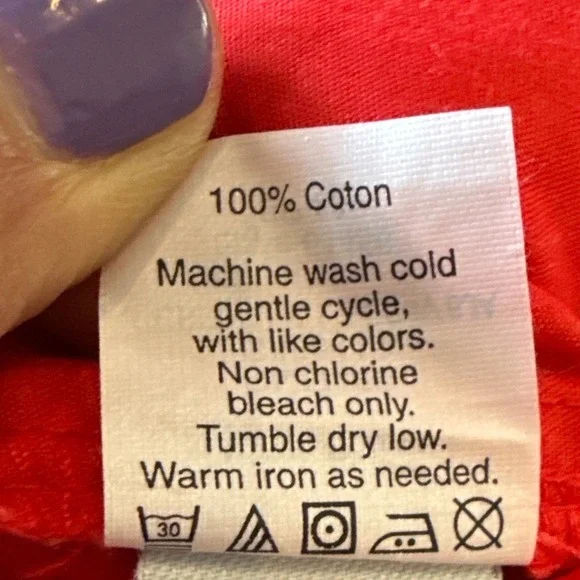 100% Coton
Machine wash cold
gentle cycle,
with like colors.
Non chlorine
bleach only.
Tumble dry low.
Warm iron as needed.
30